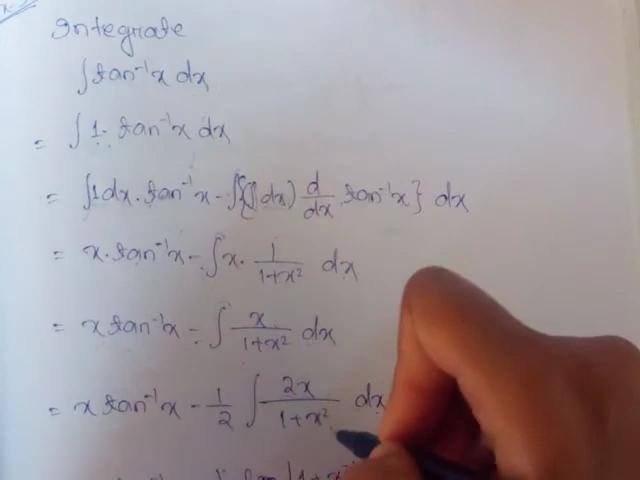 Integrate
∫tan⁻¹x dx
= ∫1· tan⁻¹x dx
= ∫1dx · tan⁻¹x - ∫{(∫1dx) d/dx tan⁻¹x} dx
= x· tan⁻¹x - ∫x· 1/(1+x²) dx
= x tan⁻¹x - ∫ x/(1+x²) dx
= x tan⁻¹x - 1/2 ∫ 2x/(1+x²) dx